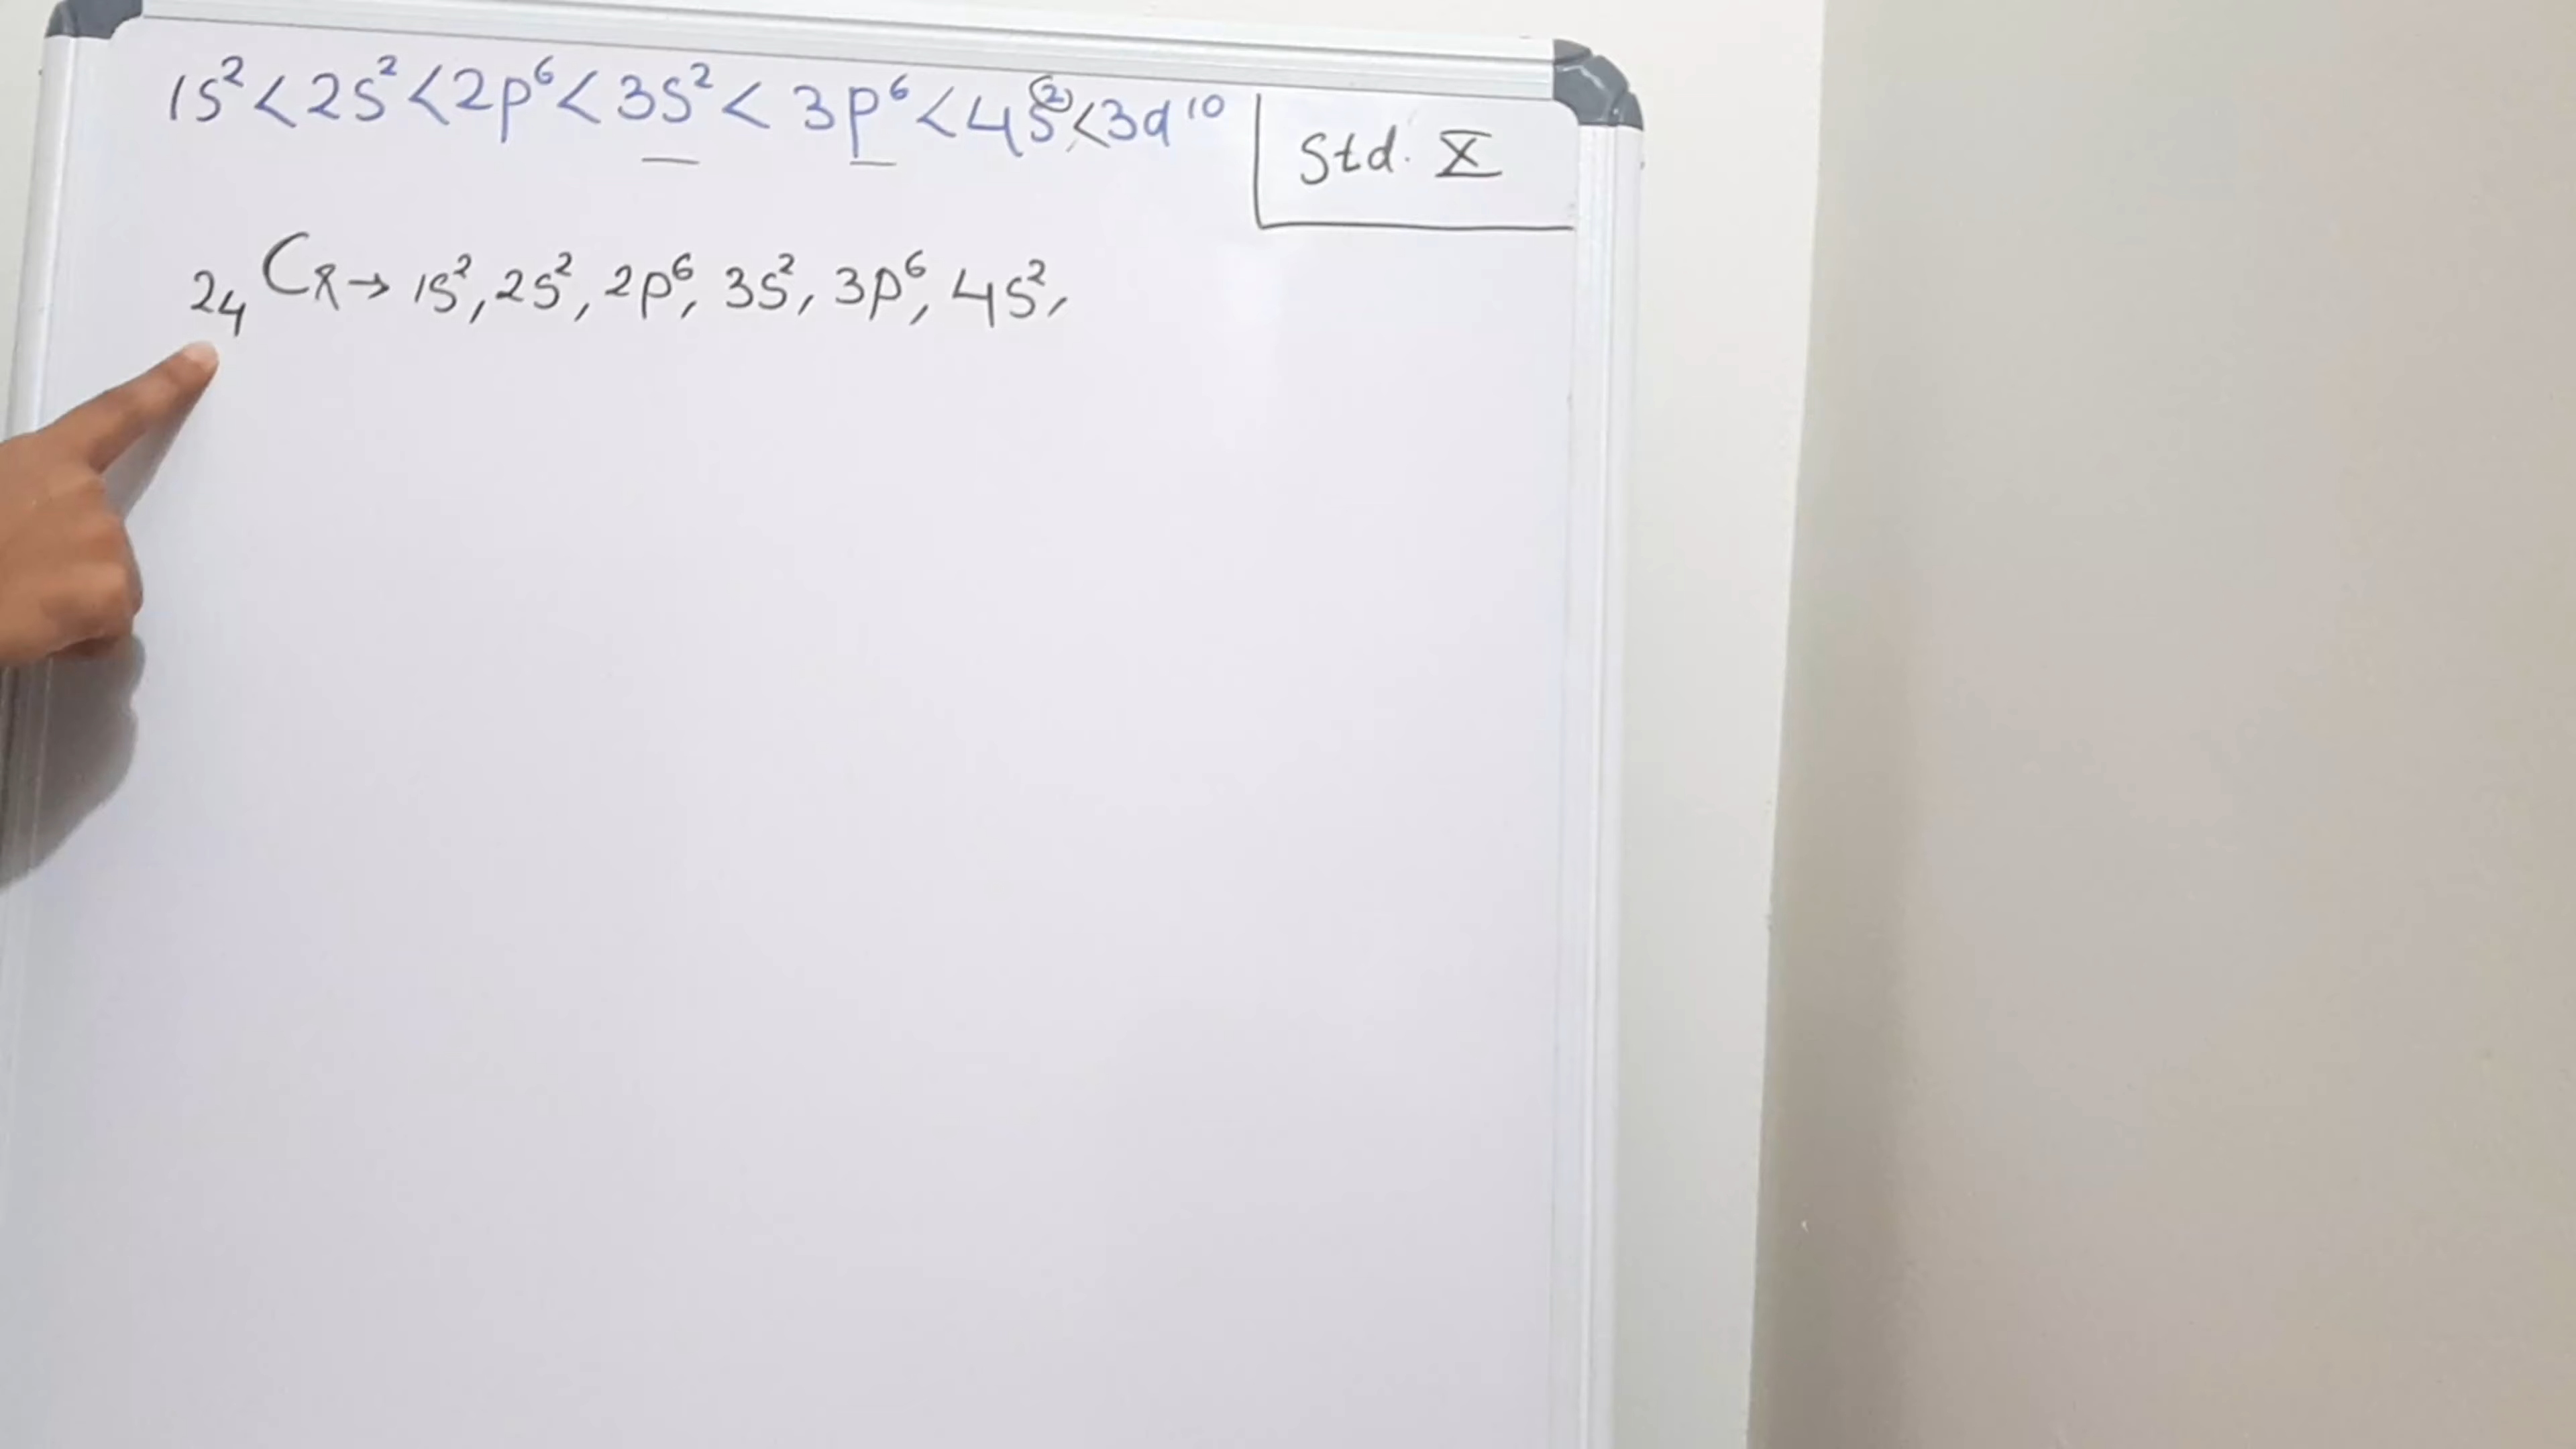 1s² < 2s² < 2p⁶ < 3s² < 3p⁶ < 4s² < 3d¹⁰
Std. X
₂₄Cr → 1s², 2s², 2p⁶, 3s², 3p⁶, 4s²,